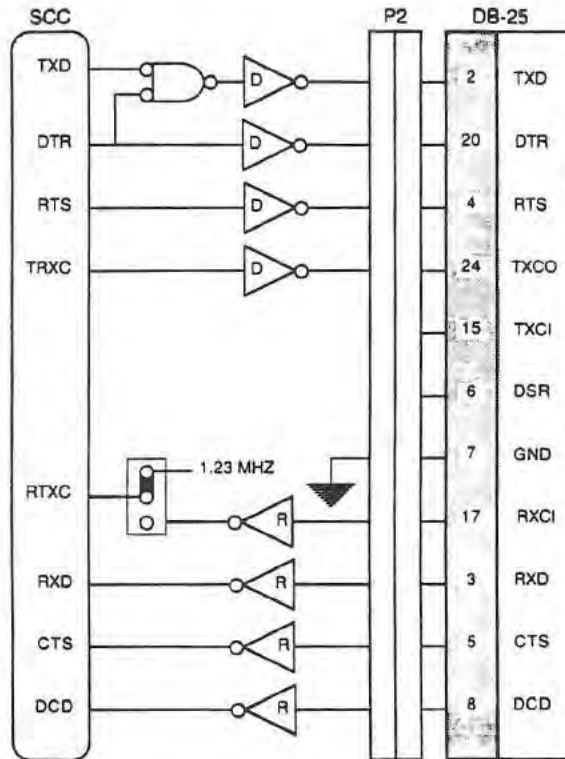 SCC P2 DB-25
TXD D 2 TXD
DTR D 20 DTR
RTS D 4 RTS
TRXC D 24 TXCO
15 TXCI
6 DSR
7 GND
1.23 MHZ
RTXC R 17 RXCI
RXD R 3 RXD
CTS R 5 CTS
DCD R 8 DCD